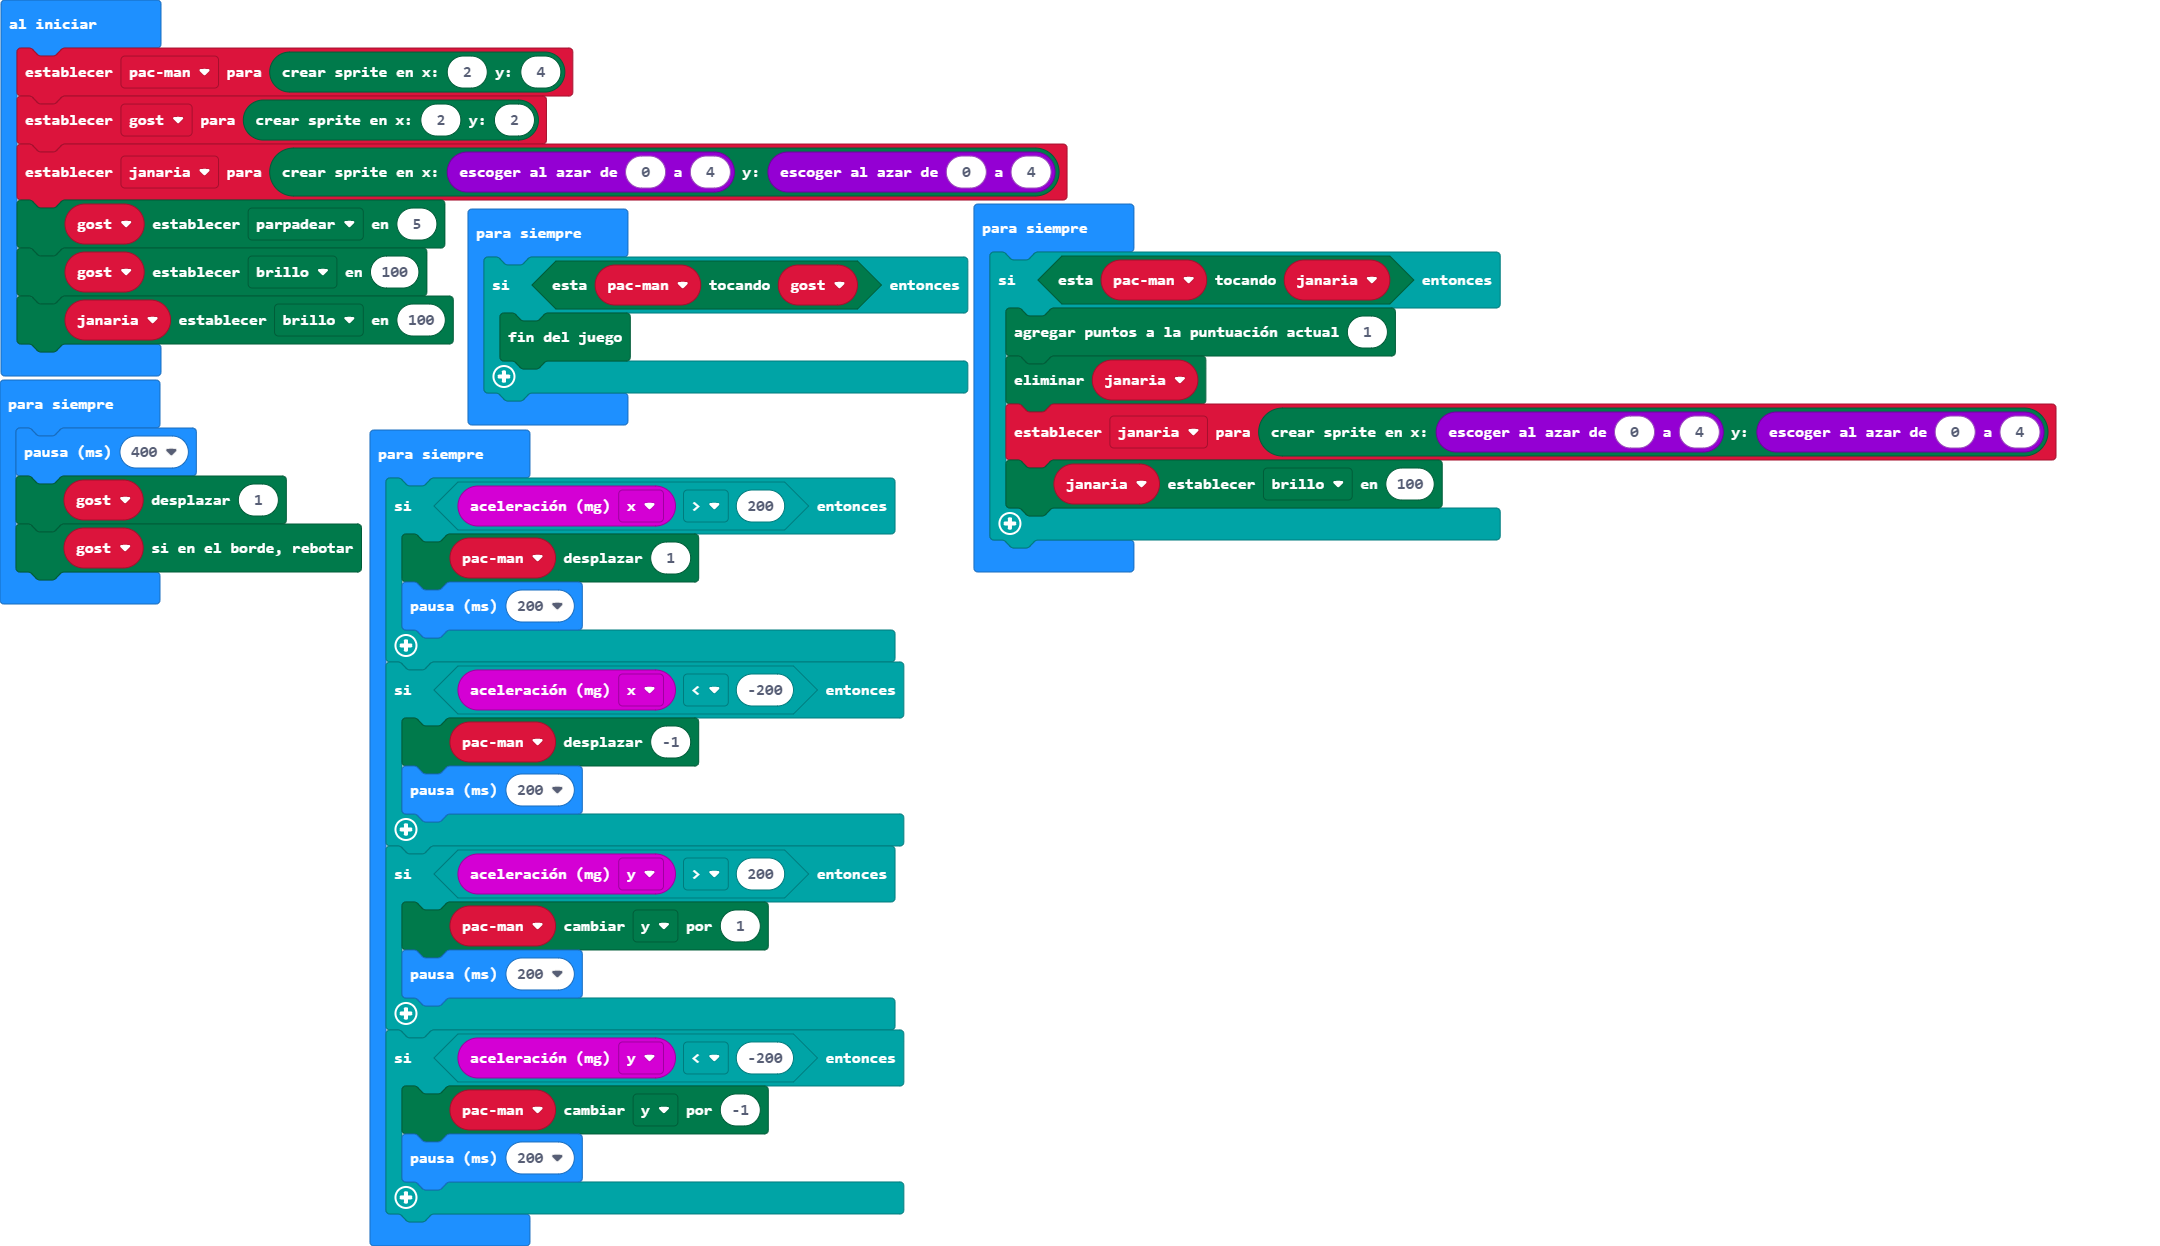 al iniciar
establecer pac-man para crear sprite en x: 2 y: 4
establecer gost para crear sprite en x: 2 y: 2
establecer janaria para crear sprite en x: escoger al azar de 0 a 4 y: escoger al azar de 0 a 4
gost establecer parpadear en 5
gost establecer brillo en 100
janaria establecer brillo en 100
para siempre
pausa (ms) 400
gost desplazar 1
gost si en el borde, rebotar
para siempre
si esta pac-man tocando gost entonces
fin del juego
para siempre
si aceleración (mg) x > 200 entonces
pac-man desplazar 1
pausa (ms) 200
si aceleración (mg) x < -200 entonces
pac-man desplazar -1
pausa (ms) 200
si aceleración (mg) y > 200 entonces
pac-man cambiar y por 1
pausa (ms) 200
si aceleración (mg) y < -200 entonces
pac-man cambiar y por -1
pausa (ms) 200
para siempre
si esta pac-man tocando janaria entonces
agregar puntos a la puntuación actual 1
eliminar janaria
establecer janaria para crear sprite en x: escoger al azar de 0 a 4 y: escoger al azar de 0 a 4
janaria establecer brillo en 100